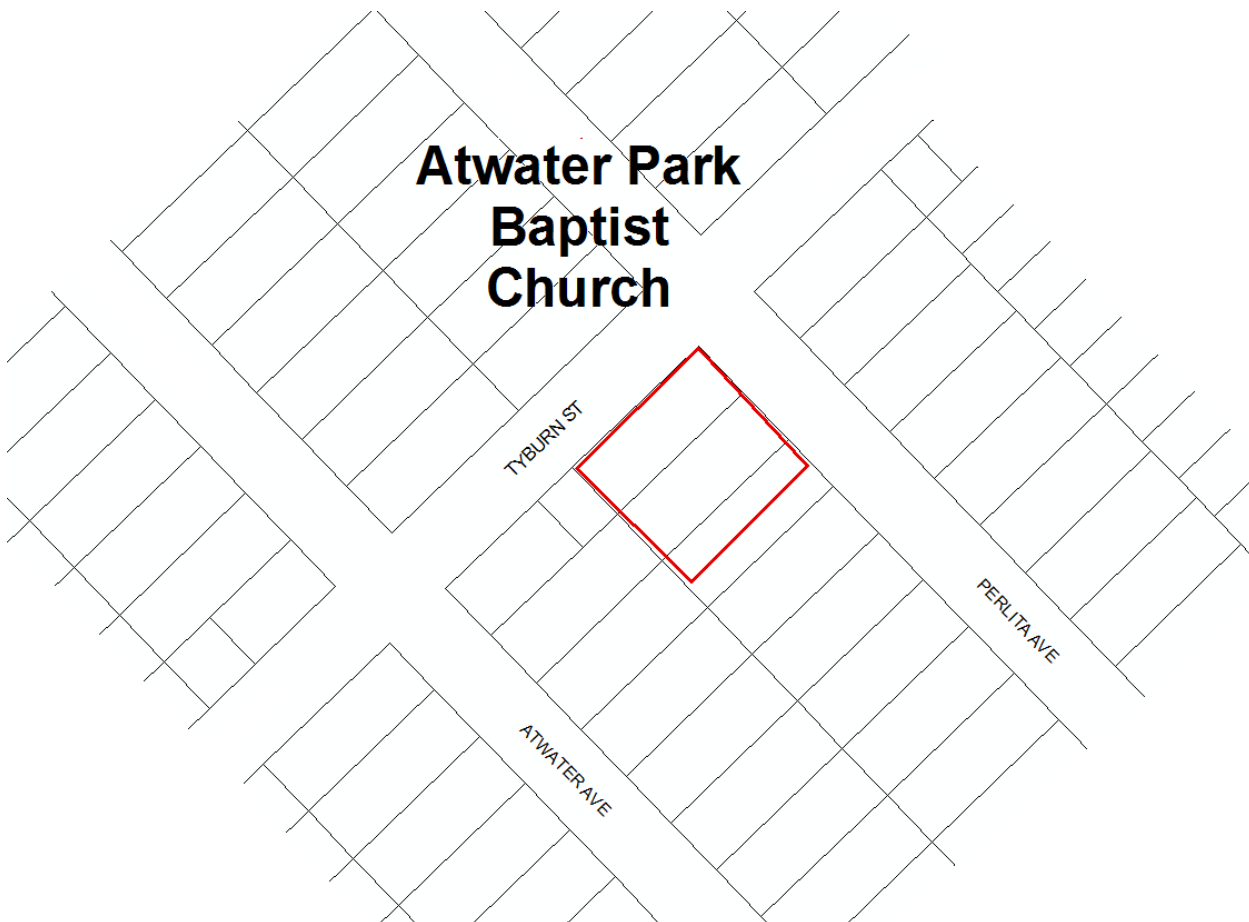 Atwater Park
Baptist
Church
TYBURN ST
PERLITA AVE
ATWATER AVE